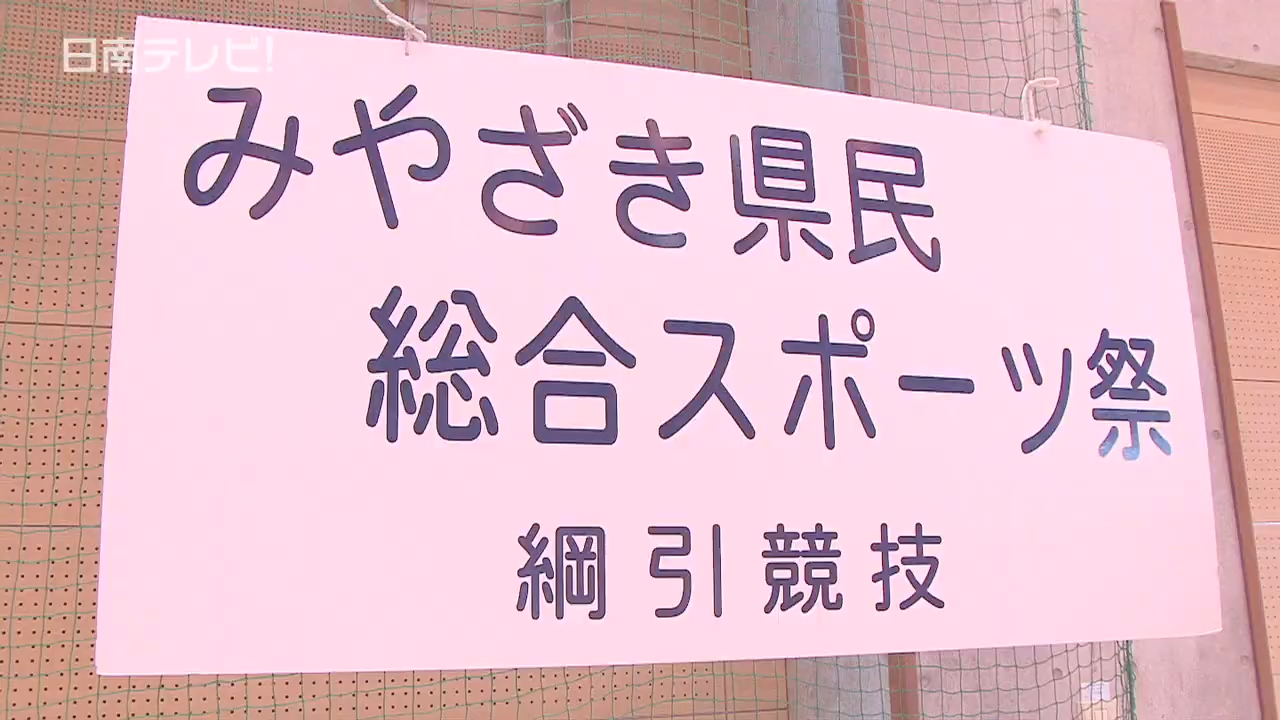 日南テレビ!
みやざき県民
総合スポーツ祭
綱引競技